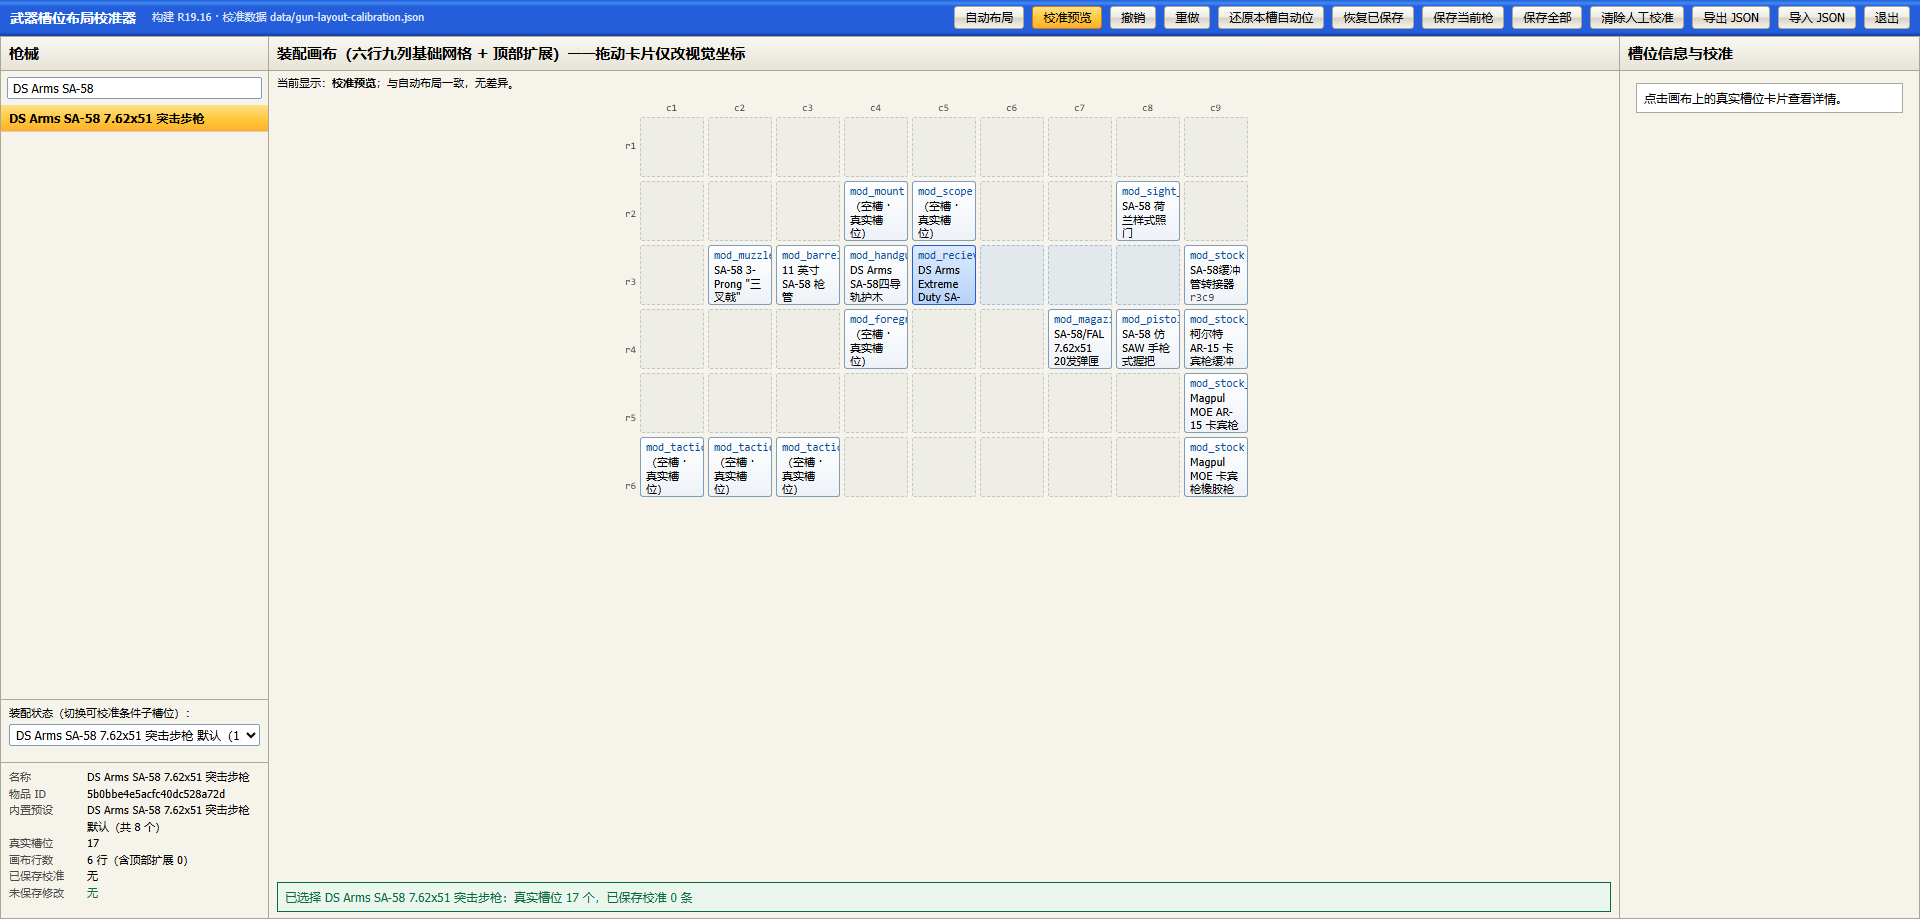 武器槽位布局校准器 构建 R19.16 · 校准数据 data/gun-layout-calibration.json
自动布局 校准预览 撤销 重做 还原本槽自动位 恢复已保存 保存当前枪 保存全部 清除人工校准 导出 JSON 导入 JSON 退出
枪械
DS Arms SA-58
DS Arms SA-58 7.62x51 突击步枪
装配状态（切换可校准条件子槽位）：
DS Arms SA-58 7.62x51 突击步枪 默认（1
名称 DS Arms SA-58 7.62x51 突击步枪
物品 ID 5b0bbe4e5acfc40dc528a72d
内置预设 DS Arms SA-58 7.62x51 突击步枪
默认（共 8 个）
真实槽位 17
画布行数 6 行（含顶部扩展 0）
已保存校准 无
未保存修改 无
装配画布（六行九列基础网格 + 顶部扩展）——拖动卡片仅改视觉坐标
当前显示：校准预览；与自动布局一致，无差异。
c1 c2 c3 c4 c5 c6 c7 c8 c9
r1
r2
mod_mount
（空槽 ·
真实槽
位）
mod_scope
（空槽 ·
真实槽
位）
mod_sight_
SA-58 荷
兰样式照
门
r3
mod_muzzle
SA-58 3-
Prong "三
叉戟"
mod_barrel
11 英寸
SA-58 枪
管
mod_handgu
DS Arms
SA-58四导
轨护木
mod_reciev
DS Arms
Extreme
Duty SA-
mod_stock
SA-58缓冲
管转接器
r3c9
r4
mod_foregr
（空槽 ·
真实槽
位）
mod_magazi
SA-58/FAL
7.62x51
20发弹匣
mod_pistol
SA-58 仿
SAW 手枪
式握把
mod_stock_
柯尔特
AR-15 卡
宾枪缓冲
r5
mod_stock_
Magpul
MOE AR-
15 卡宾枪
r6
mod_tactic
（空槽 ·
真实槽
位）
mod_tactic
（空槽 ·
真实槽
位）
mod_tactic
（空槽 ·
真实槽
位）
mod_stock
Magpul
MOE 卡宾
枪橡胶枪
已选择 DS Arms SA-58 7.62x51 突击步枪：真实槽位 17 个，已保存校准 0 条
槽位信息与校准
点击画布上的真实槽位卡片查看详情。